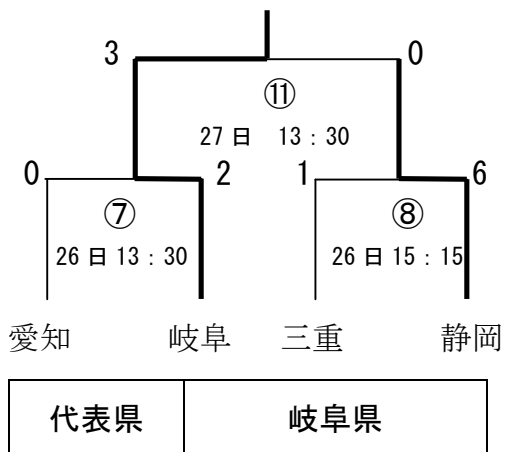 3 0
⑪
27日 13：30
0 2 1 6
⑦ ⑧
26日 13：30 26日 15：15
愛知 岐阜 三重 静岡
代表県 岐阜県